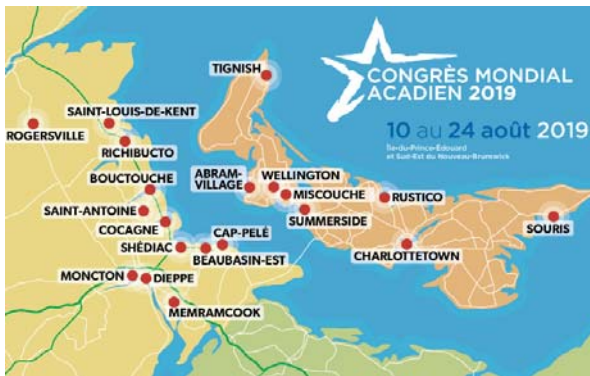 CONGRÈS MONDIAL
ACADIEN 2019
10 au 24 août 2019
Île-du-Prince-Édouard
et Sud-Est du Nouveau-Brunswick
TIGNISH
SAINT-LOUIS-DE-KENT
ROGERSVILLE
RICHIBUCTO
BOUCTOUCHE
ABRAM-
VILLAGE
WELLINGTON
MISCOUCHE
RUSTICO
SAINT-ANTOINE
SUMMERSIDE
SOURIS
COCAGNE
CAP-PELÉ
SHÉDIAC
BEAUBASIN-EST
CHARLOTTETOWN
MONCTON
DIEPPE
MEMRAMCOOK